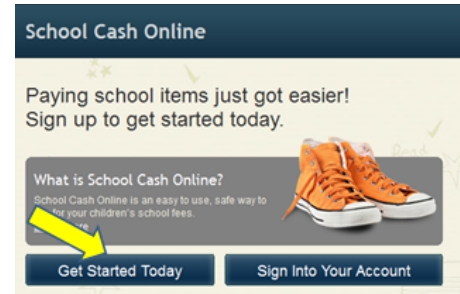 School Cash Online
Paying school items just got easier!
Sign up to get started today.
Read
What is School Cash Online?
School Cash Online is an easy to use, safe way to
for your children's school fees.
Get Started Today
Sign Into Your Account